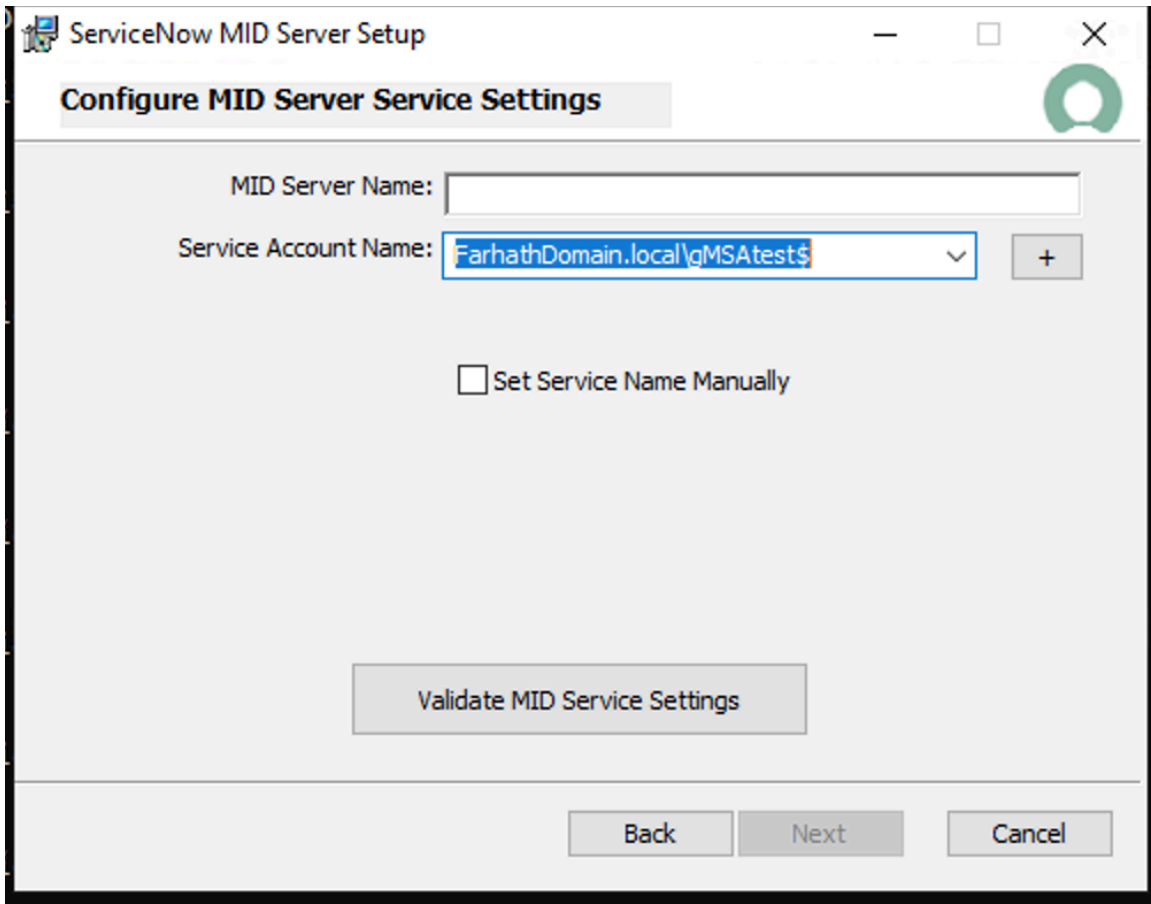 ServiceNow MID Server Setup
Configure MID Server Service Settings
MID Server Name:
Service Account Name: FarhathDomain.local\gMSAtest$ +
Set Service Name Manually
Validate MID Service Settings
Back Next Cancel